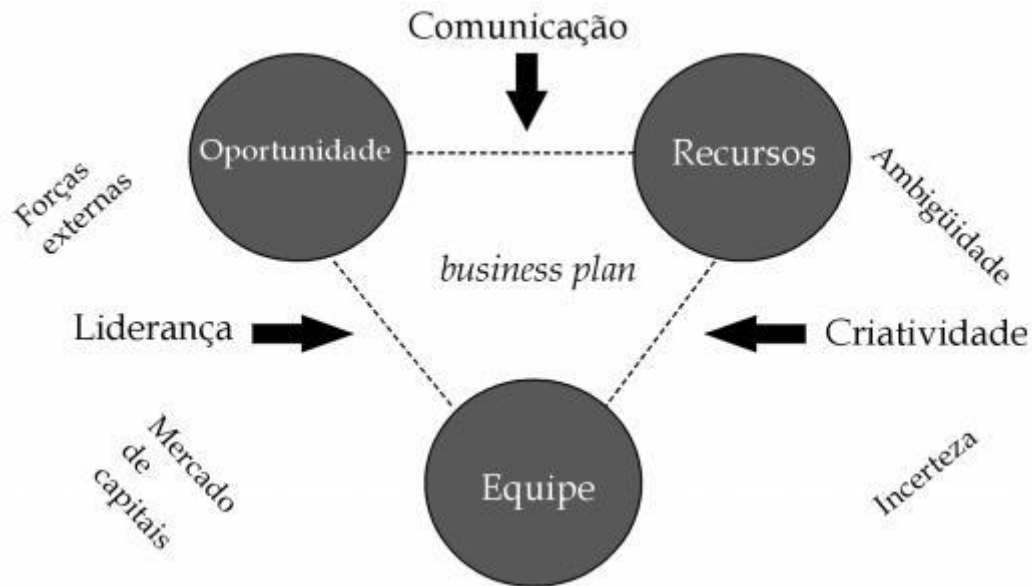 Comunicação
Oportunidade
Recursos
Forças
externas
Ambigüidade
business plan
Liderança
Criatividade
Mercado
de
capitais
Equipe
Incerteza